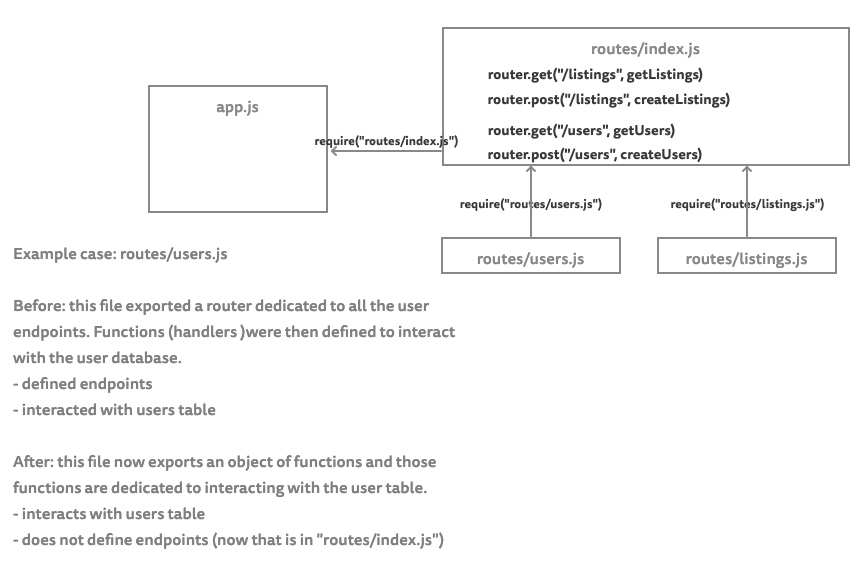 routes/index.js
router.get("/listings", getListings)
router.post("/listings", createListings)
router.get("/users", getUsers)
router.post("/users", createUsers)
app.js
require("routes/index.js")
require("routes/users.js")
require("routes/listings.js")
routes/users.js
routes/listings.js
Example case: routes/users.js
Before: this file exported a router dedicated to all the user
endpoints. Functions (handlers )were then defined to interact
with the user database.
- defined endpoints
- interacted with users table
After: this file now exports an object of functions and those
functions are dedicated to interacting with the user table.
- interacts with users table
- does not define endpoints (now that is in "routes/index.js")